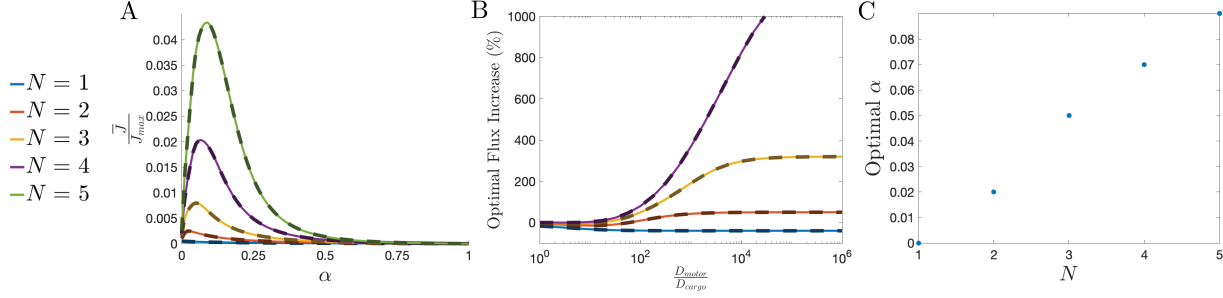 N = 1
N = 2
N = 3
N = 4
N = 5
A
J̅ / J_max
0.04
0.035
0.03
0.025
0.02
0.015
0.01
0.005
0
0 0.25 0.5 0.75 1
α
B
Optimal Flux Increase (%)
1000
800
600
400
200
0
10^0 10^2 10^4 10^6
D_motor / D_cargo
C
Optimal α
0.08
0.07
0.06
0.05
0.04
0.03
0.02
0.01
0
1 2 3 4 5
N